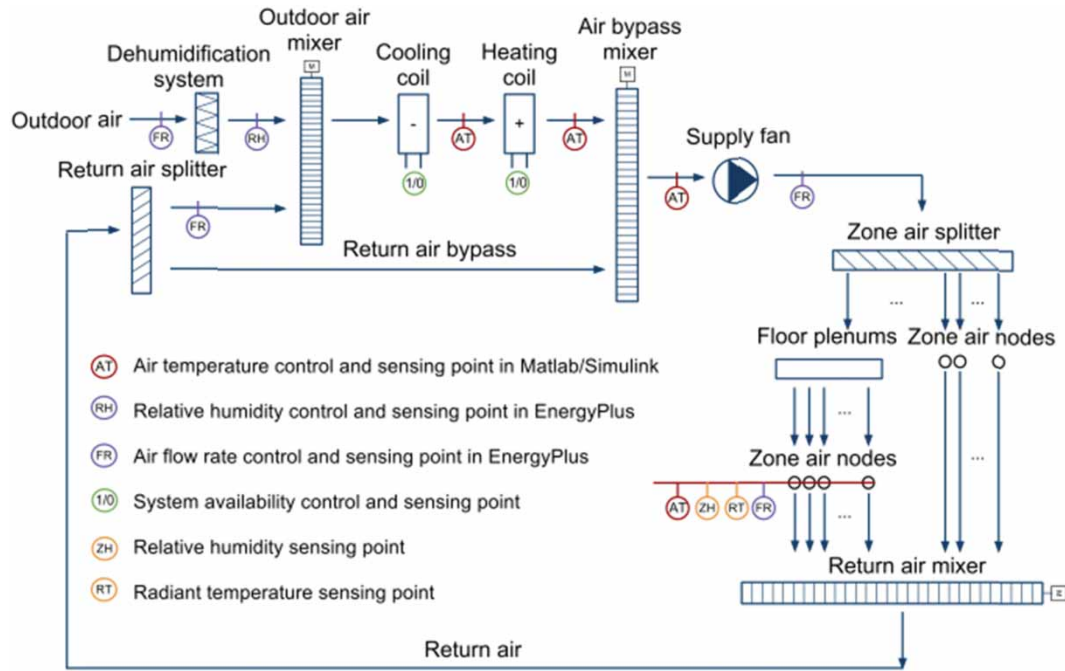 Outdoor air
mixer
Air bypass
mixer
Dehumidification
system
Cooling
coil
Heating
coil
M
M
Outdoor air
FR
RH
-
AT
+
AT
Supply fan
Return air splitter
1/0
1/0
AT
FR
FR
Zone air splitter
Return air bypass
...
...
Floor plenums
Zone air nodes
AT Air temperature control and sensing point in Matlab/Simulink
RH Relative humidity control and sensing point in EnergyPlus
...
FR Air flow rate control and sensing point in EnergyPlus
Zone air nodes
...
1/0 System availability control and sensing point
AT ZH RT FR
...
ZH Relative humidity sensing point
Return air mixer
RT Radiant temperature sensing point
M
Return air